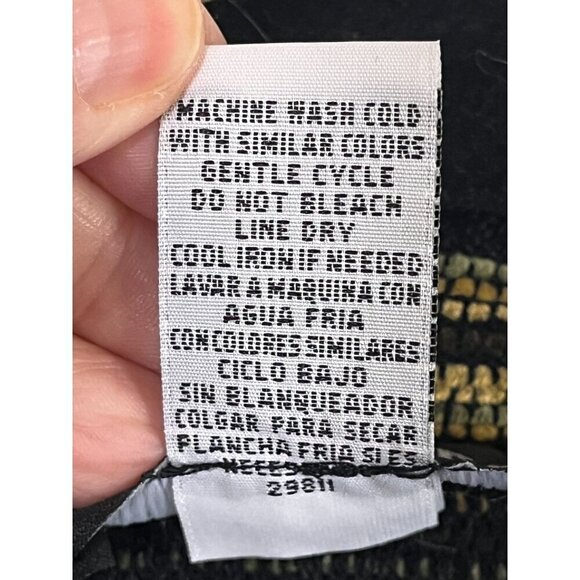 MACHINE WASH COLD
WITH SIMILAR COLORS
GENTLE CYCLE
DO NOT BLEACH
LINE DRY
COOL IRON IF NEEDED
LAVAR A MAQUINA CON
AGUA FRIA
CON COLORES SIMILARES
CICLO BAJO
SIN BLANQUEADOR
COLGAR PARA SECAR
PLANCHA FRIA SI ES
29811